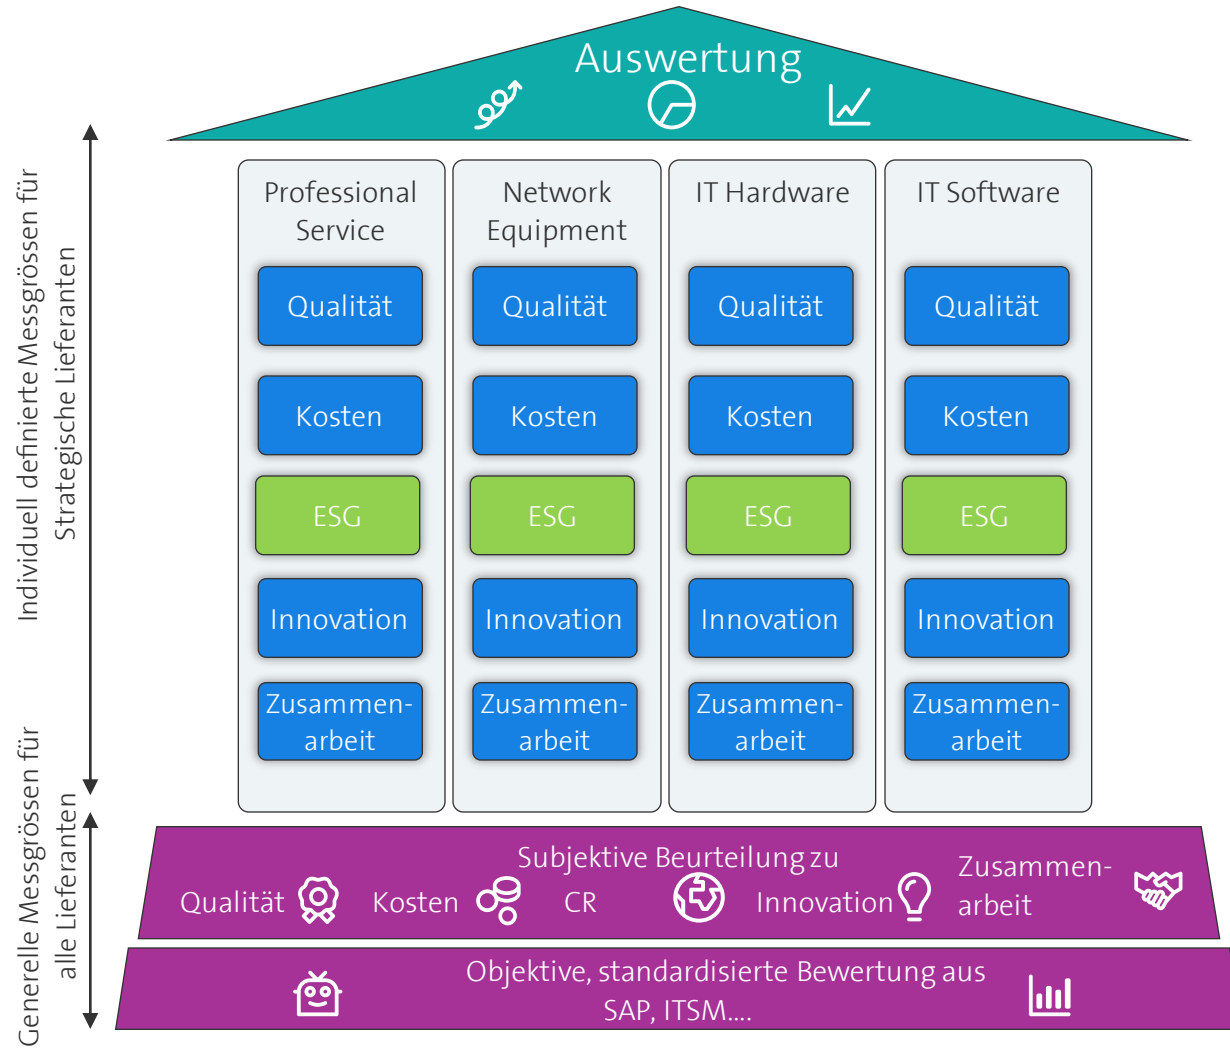 Auswertung
Individuell definierte Messgrössen für
Strategische Lieferanten
Professional
Service
Qualität
Kosten
ESG
Innovation
Zusammen-
arbeit
Network
Equipment
Qualität
Kosten
ESG
Innovation
Zusammen-
arbeit
IT Hardware
Qualität
Kosten
ESG
Innovation
Zusammen-
arbeit
IT Software
Qualität
Kosten
ESG
Innovation
Zusammen-
arbeit
Generelle Messgrössen für
alle Lieferanten
Subjektive Beurteilung zu
Qualität
Kosten
CR
Innovation
Zusammen-
arbeit
Objektive, standardisierte Bewertung aus
SAP, ITSM....